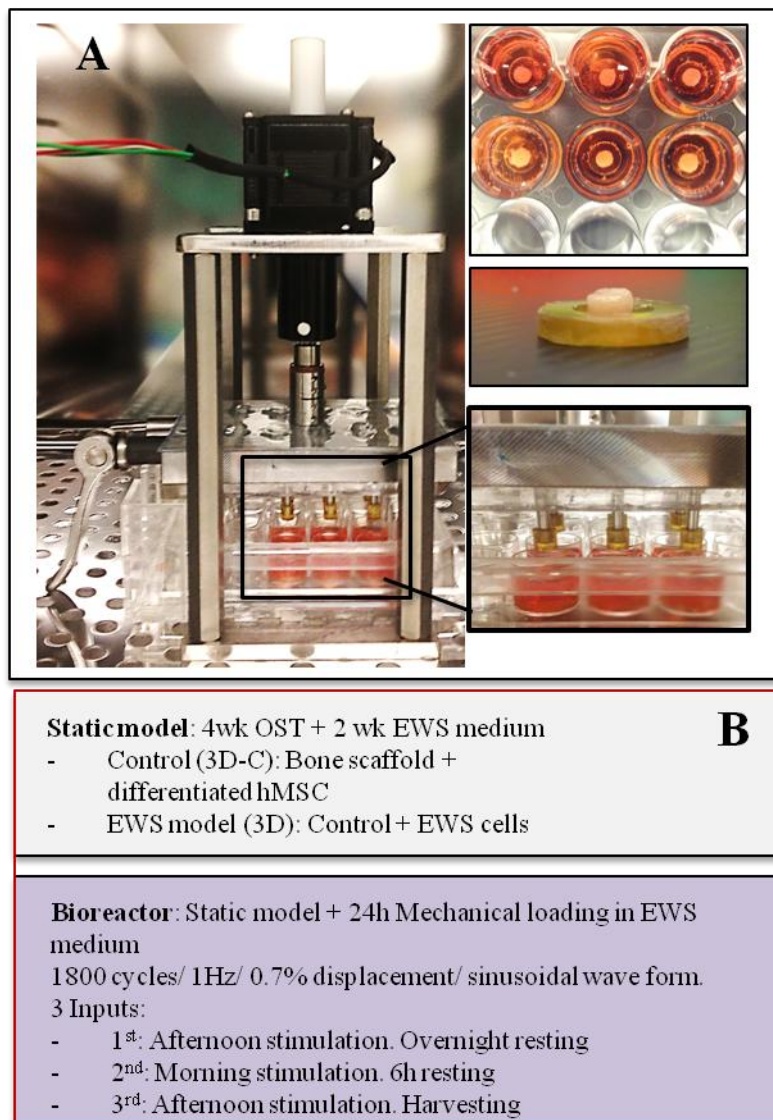 A
Static model: 4wk OST + 2 wk EWS medium
B
- Control (3D-C): Bone scaffold +
differentiated hMSC
- EWS model (3D): Control + EWS cells
Bioreactor: Static model + 24h Mechanical loading in EWS
medium
1800 cycles/ 1Hz/ 0.7% displacement/ sinusoidal wave form.
3 Inputs:
- 1st: Afternoon stimulation. Overnight resting
- 2nd: Morning stimulation. 6h resting
- 3rd: Afternoon stimulation. Harvesting